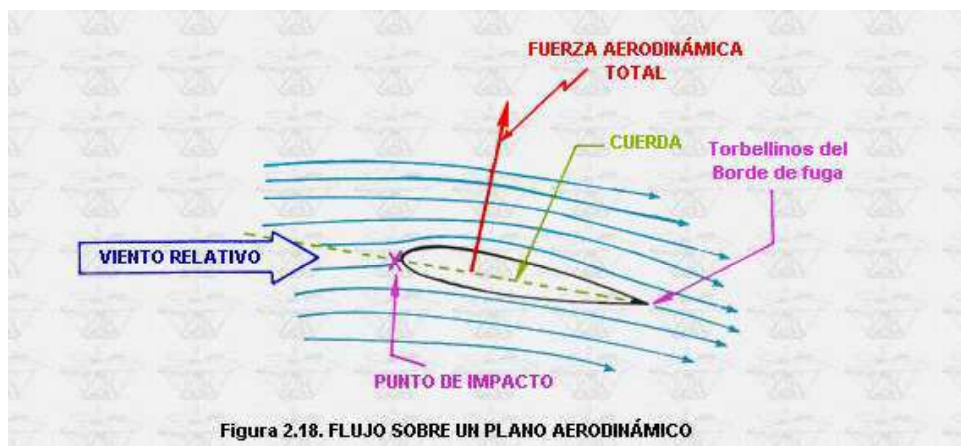 FUERZA AERODINÁMICA
TOTAL
CUERDA
Torbellinos del
Borde de fuga
VIENTO RELATIVO
PUNTO DE IMPACTO
Figura 2.18. FLUJO SOBRE UN PLANO AERODINÁMICO